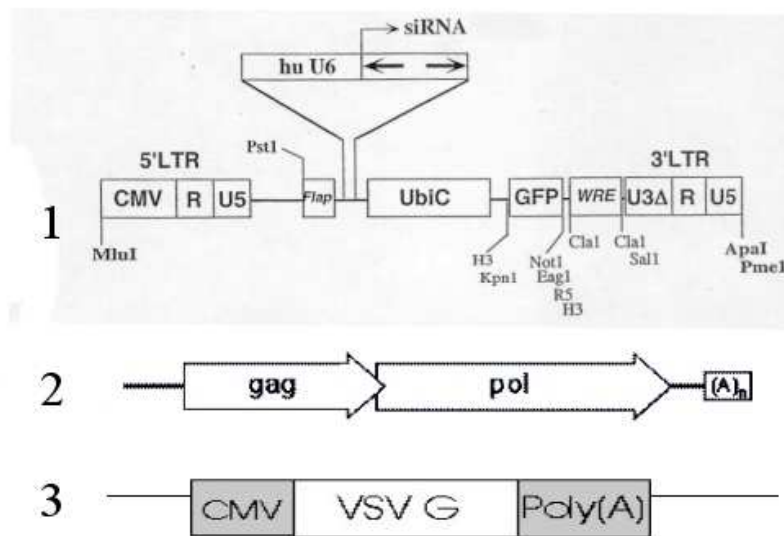 siRNA
hu U6
5'LTR
Pst1
3'LTR
CMV R U5 Flap UbiC GFP WRE U3Δ R U5
1
MluI
H3
Kpn1
Not1
Eag1
R5
H3
Cla1
Cla1
Sal1
ApaI
Pme1
2
gag pol (A)n
3
CMV VSV G Poly(A)